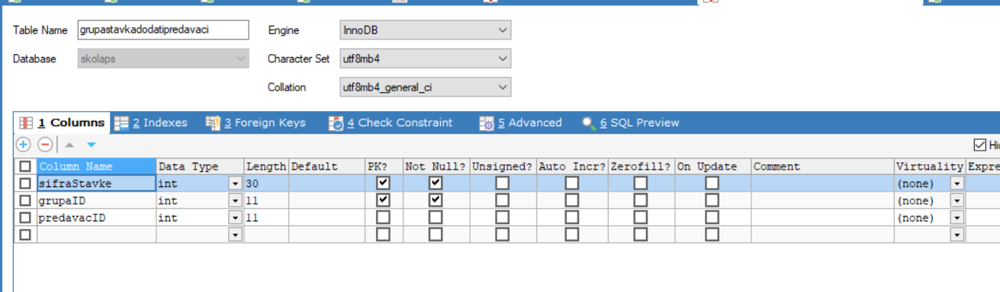 Table Name grupastavkadodatipredavaci Engine InnoDB
Database skolaps Character Set utf8mb4
Collation utf8mb4_general_ci
1 Columns 2 Indexes 3 Foreign Keys 4 Check Constraint 5 Advanced 6 SQL Preview
Column Name Data Type Length Default PK? Not Null? Unsigned? Auto Incr? Zerofill? On Update Comment Virtuality
sifraStavke int 30 (none)
grupaID int 11 (none)
predavacID int 11 (none)